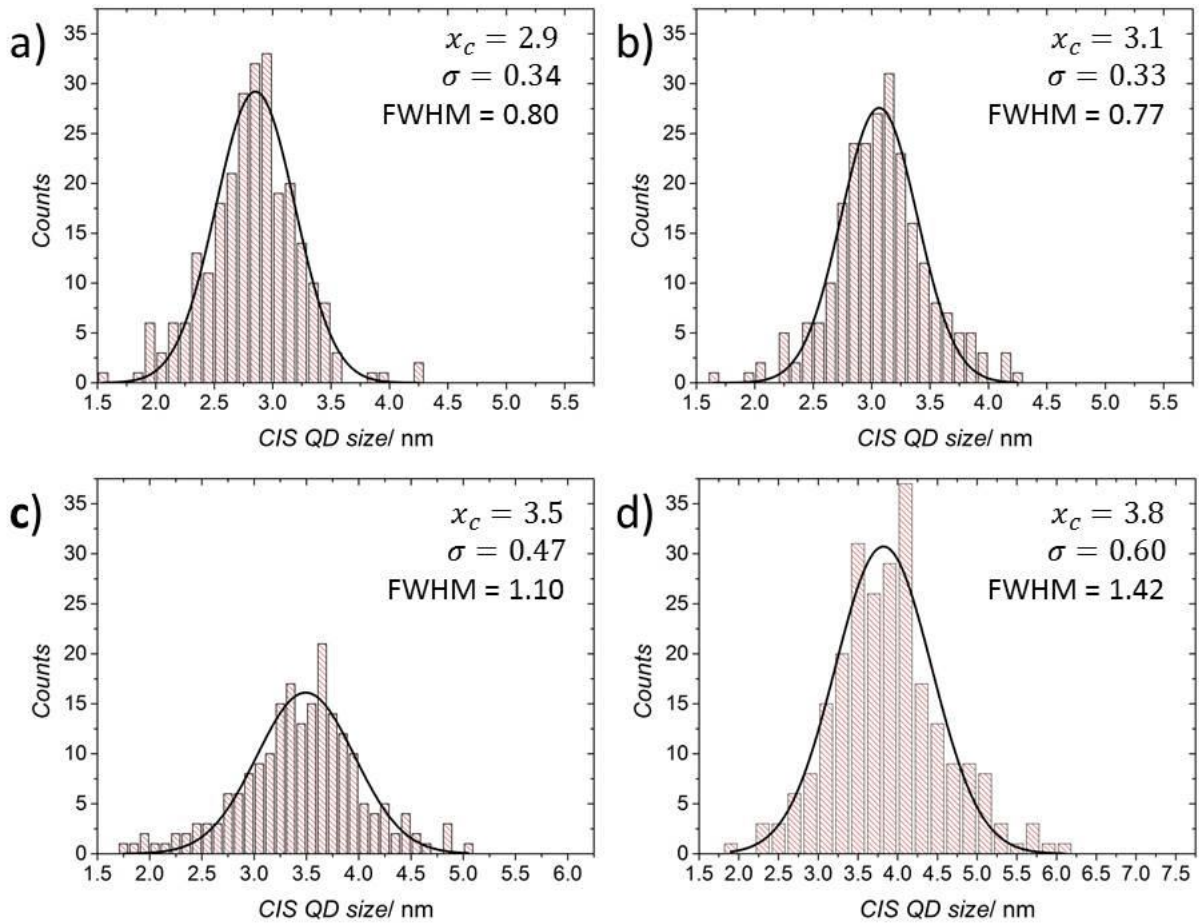 a)
x_c = 2.9
σ = 0.34
FWHM = 0.80
35
30
25
20
15
10
5
0
Counts
1.5 2.0 2.5 3.0 3.5 4.0 4.5 5.0 5.5
CIS QD size/ nm
b)
x_c = 3.1
σ = 0.33
FWHM = 0.77
35
30
25
20
15
10
5
0
Counts
1.5 2.0 2.5 3.0 3.5 4.0 4.5 5.0 5.5
CIS QD size/ nm
c)
x_c = 3.5
σ = 0.47
FWHM = 1.10
35
30
25
20
15
10
5
0
Counts
1.5 2.0 2.5 3.0 3.5 4.0 4.5 5.0 5.5 6.0
CIS QD size/ nm
d)
x_c = 3.8
σ = 0.60
FWHM = 1.42
35
30
25
20
15
10
5
0
Counts
1.5 2.0 2.5 3.0 3.5 4.0 4.5 5.0 5.5 6.0 6.5 7.0 7.5
CIS QD size/ nm